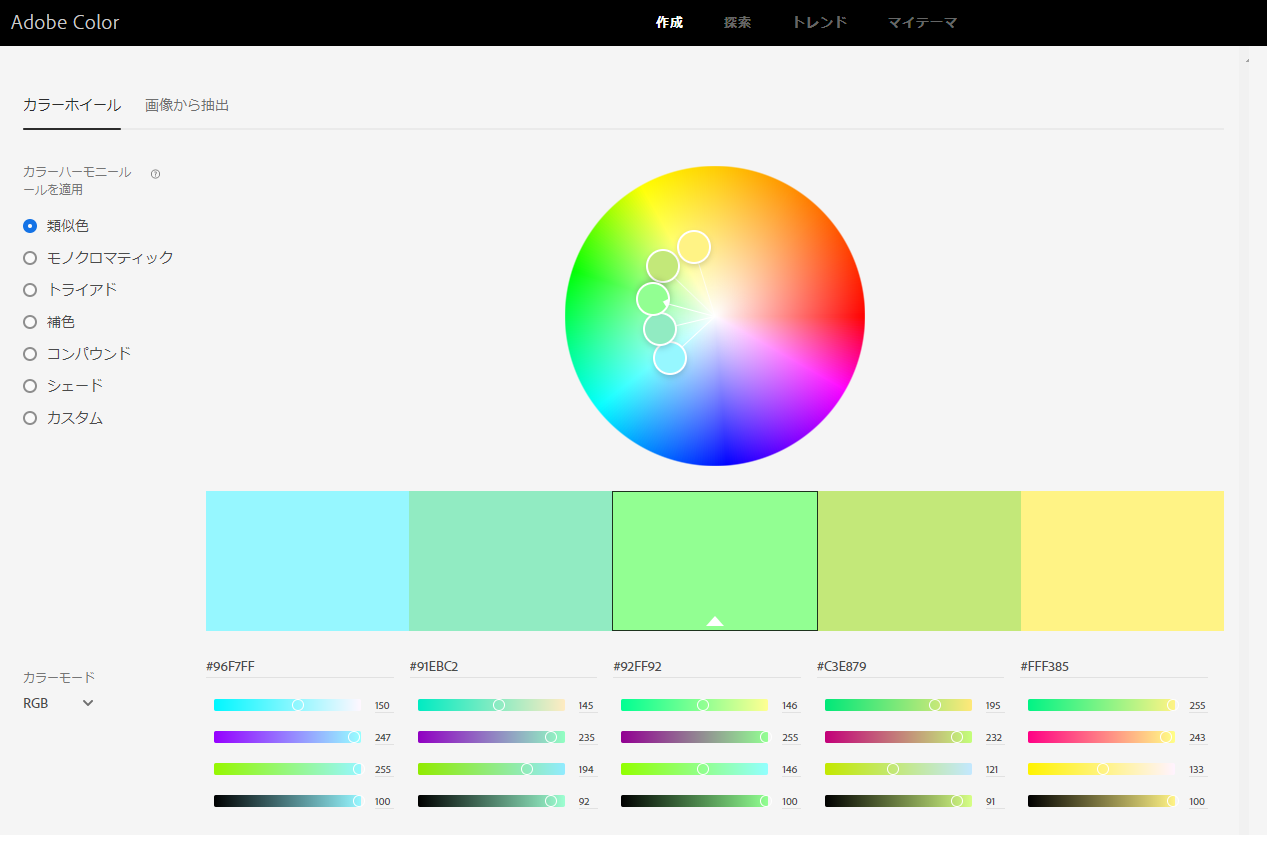 Adobe Color
作成 探索 トレンド マイテーマ
カラーホイール 画像から抽出
カラーハーモニール
ールを適用
類似色
モノクロマティック
トライアド
補色
コンパウンド
シェード
カスタム
#96F7FF #91EBC2 #92FF92 #C3E879 #FFF385
カラーモード
RGB
150 145 146 195 255
247 235 255 232 243
255 194 146 121 133
100 92 100 91 100